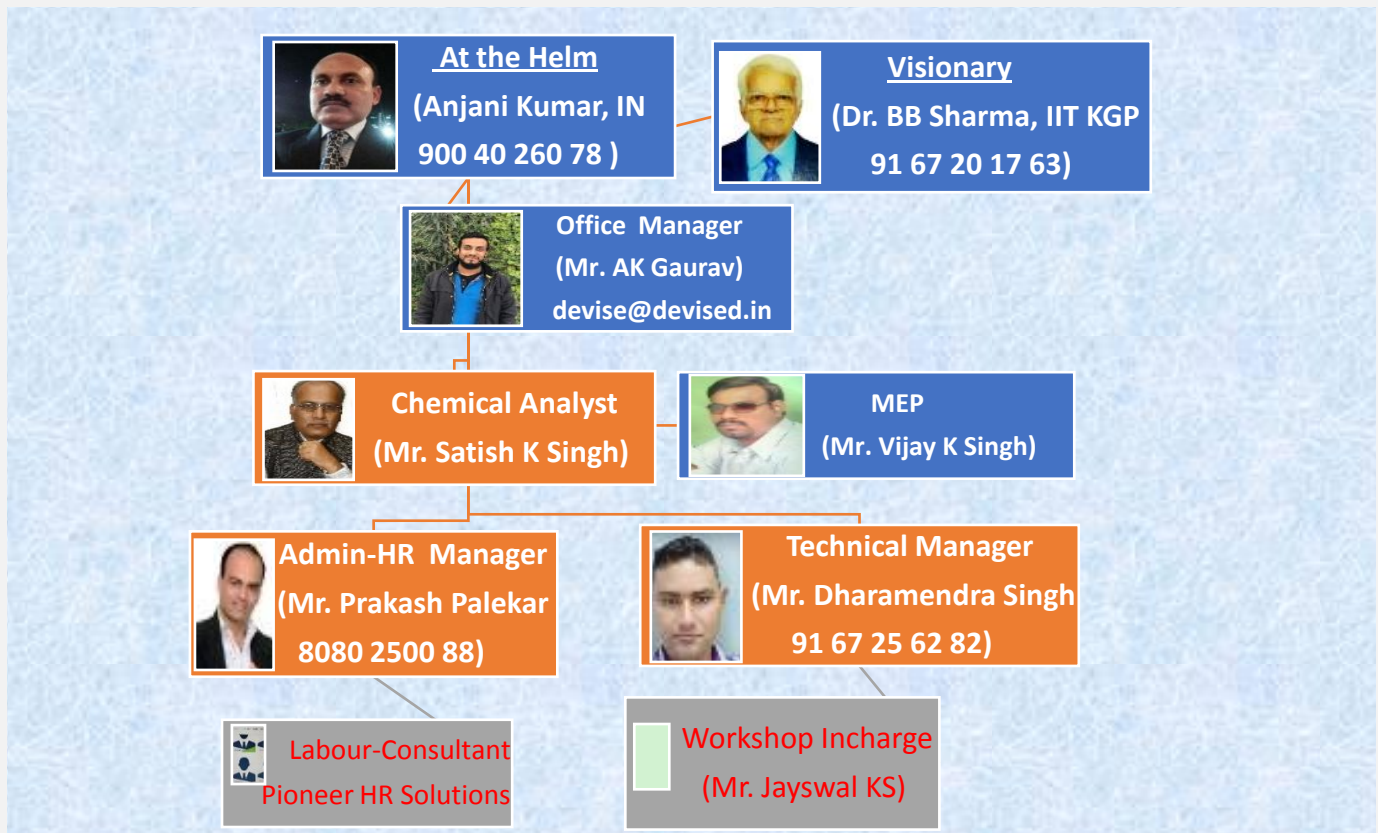 At the Helm
(Anjani Kumar, IN
900 40 260 78 )
Visionary
(Dr. BB Sharma, IIT KGP
91 67 20 17 63)
Office Manager
(Mr. AK Gaurav)
devise@devised.in
Chemical Analyst
(Mr. Satish K Singh)
MEP
(Mr. Vijay K Singh)
Admin-HR Manager
(Mr. Prakash Palekar
8080 2500 88)
Technical Manager
(Mr. Dharamendra Singh
91 67 25 62 82)
Labour-Consultant
Pioneer HR Solutions
Workshop Incharge
(Mr. Jayswal KS)